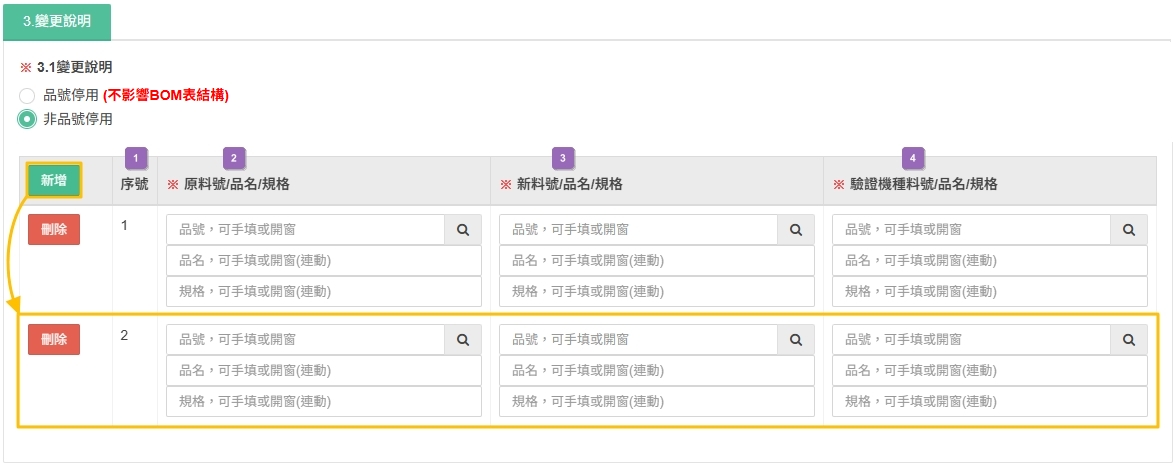 3.變更說明
※ 3.1變更說明
品號停用 (不影響BOM表結構)
非品號停用
1 2 3 4
新增 序號 ※ 原料號/品名/規格 ※ 新料號/品名/規格 ※ 驗證機種料號/品名/規格
刪除 1 品號，可手填或開窗 品號，可手填或開窗 品號，可手填或開窗
品名，可手填或開窗(連動) 品名，可手填或開窗(連動) 品名，可手填或開窗(連動)
規格，可手填或開窗(連動) 規格，可手填或開窗(連動) 規格，可手填或開窗(連動)
刪除 2 品號，可手填或開窗 品號，可手填或開窗 品號，可手填或開窗
品名，可手填或開窗(連動) 品名，可手填或開窗(連動) 品名，可手填或開窗(連動)
規格，可手填或開窗(連動) 規格，可手填或開窗(連動) 規格，可手填或開窗(連動)